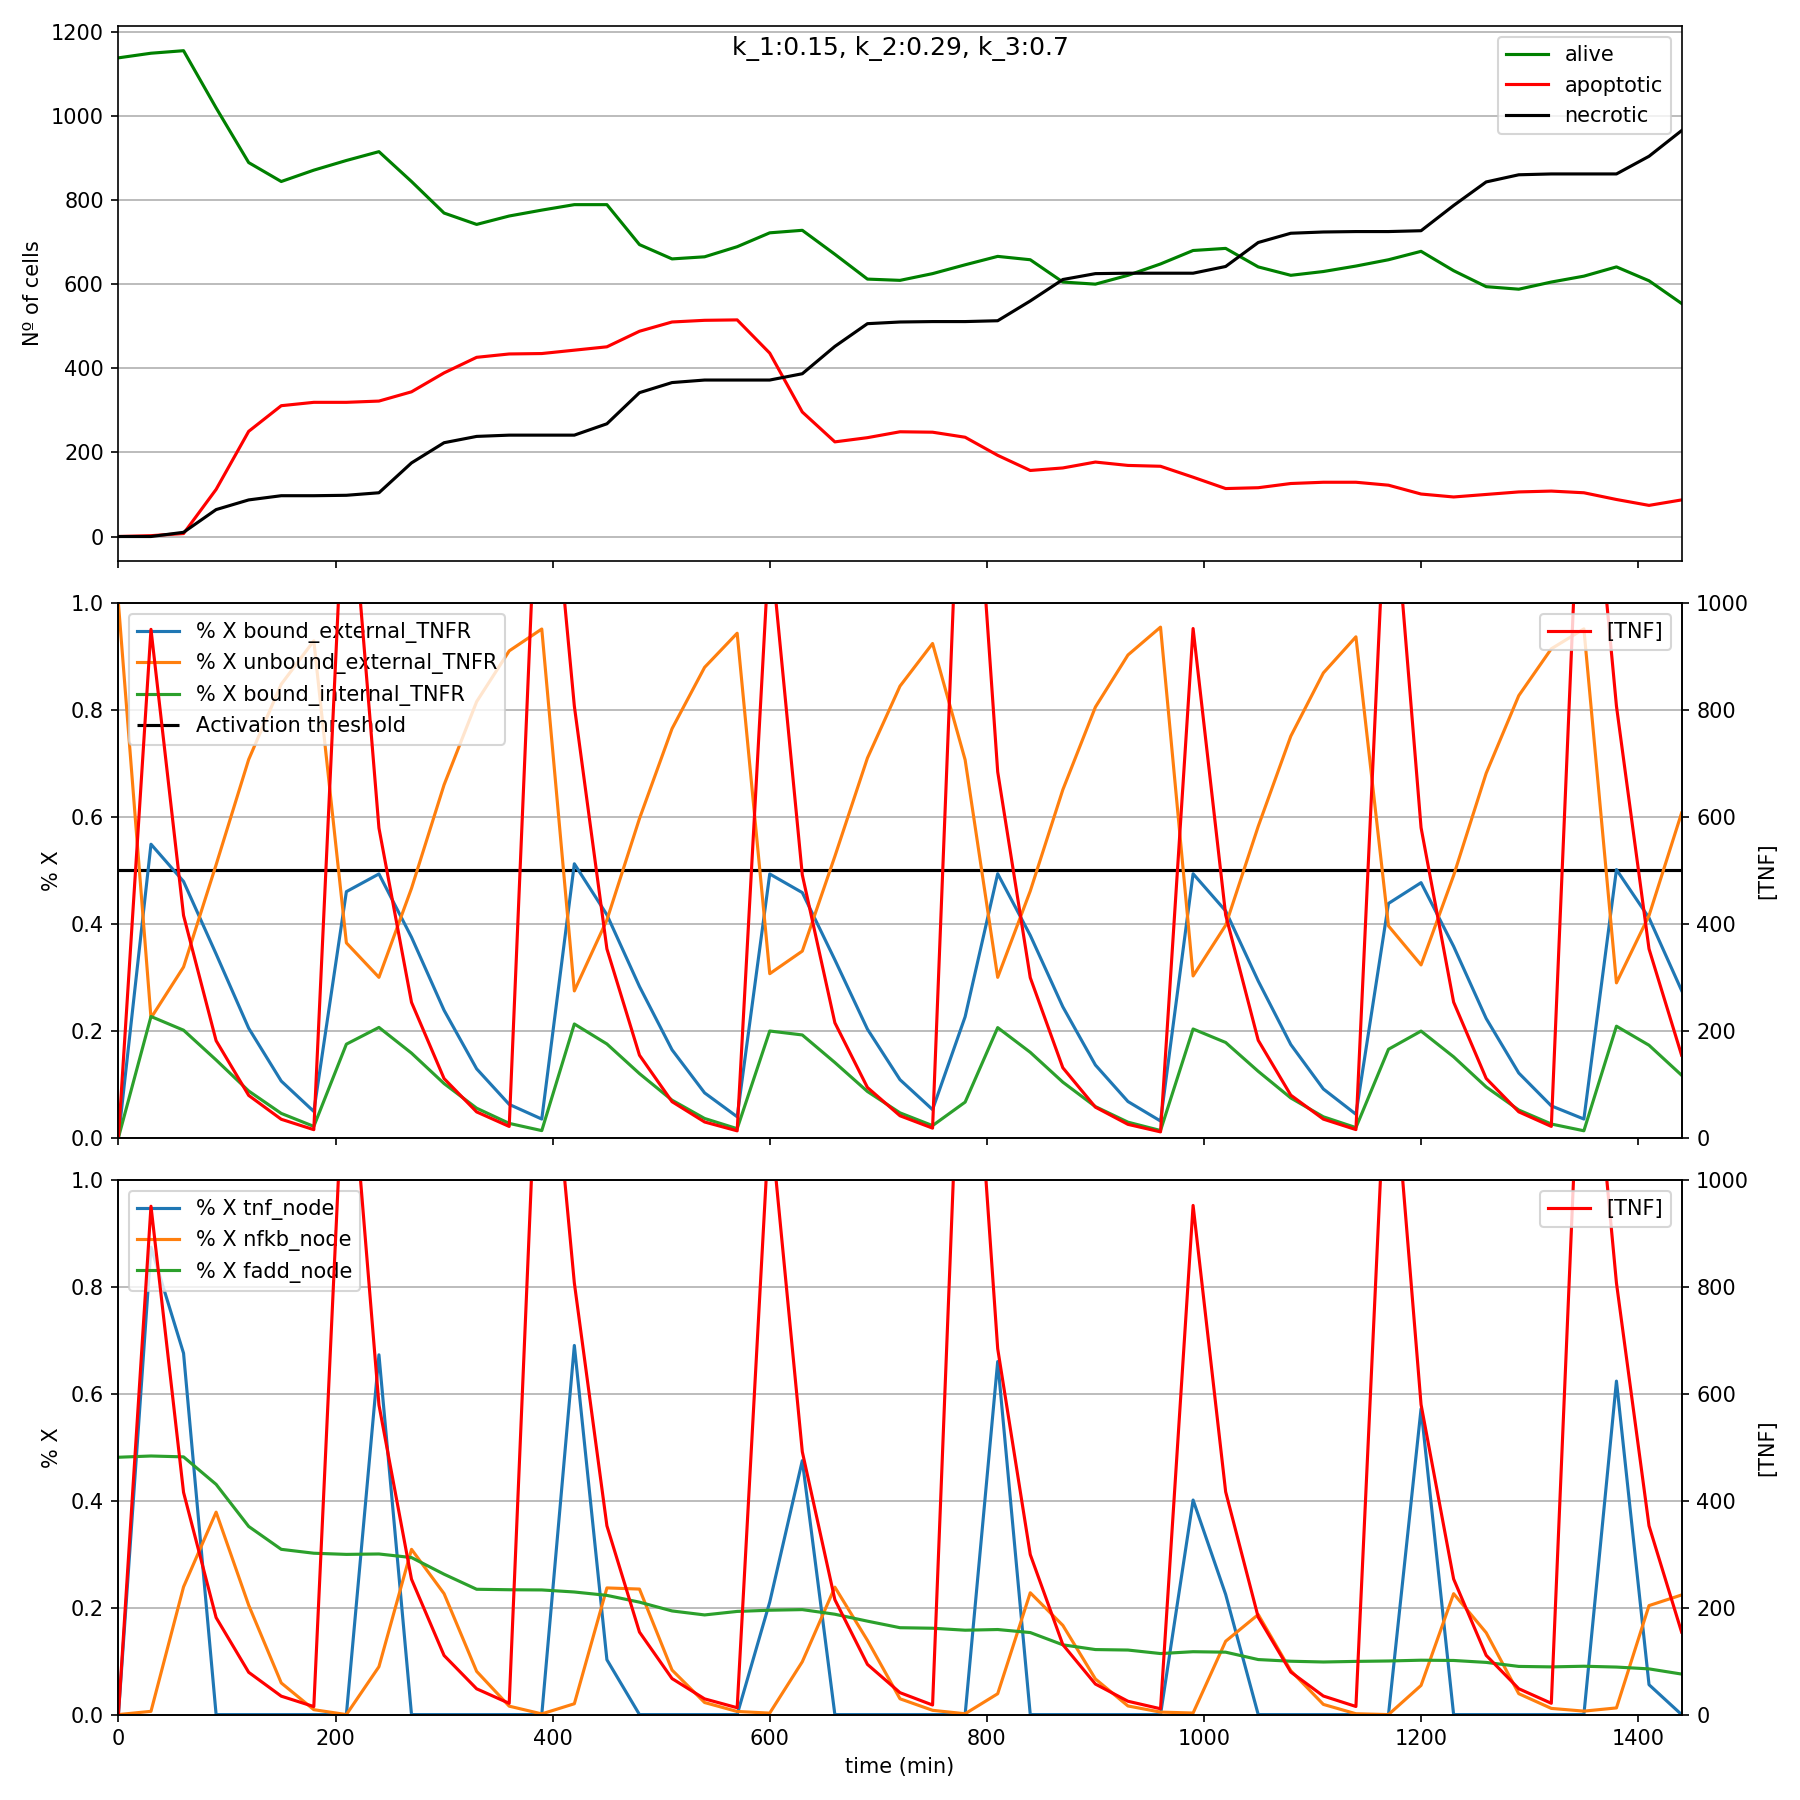 k_1:0.15, k_2:0.29, k_3:0.7
1200
1000
800
600
400
200
0
Nº of cells
alive
apoptotic
necrotic
1.0
0.8
0.6
0.4
0.2
0.0
% X
% X bound_external_TNFR
% X unbound_external_TNFR
% X bound_internal_TNFR
Activation threshold
[TNF]
1000
800
600
400
200
0
[TNF]
1.0
0.8
0.6
0.4
0.2
0.0
% X
% X tnf_node
% X nfkb_node
% X fadd_node
[TNF]
1000
800
600
400
200
0
[TNF]
0 200 400 600 800 1000 1200 1400
time (min)